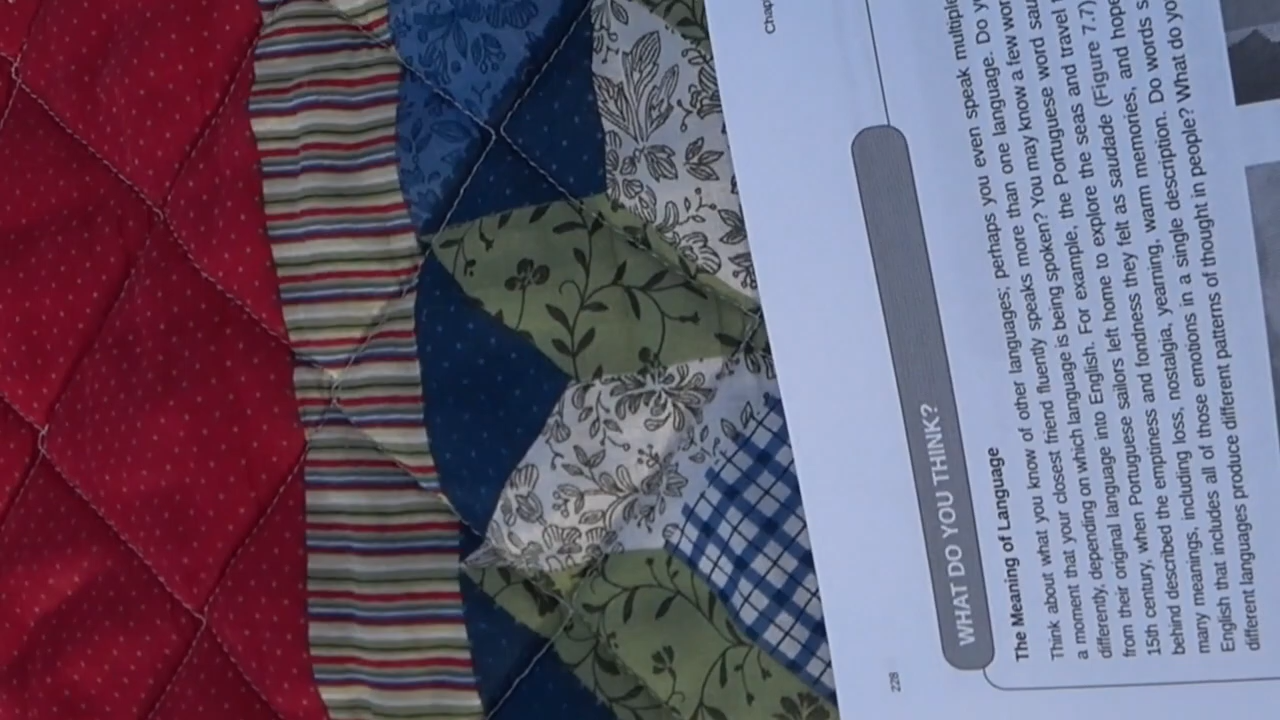 228
Chap
WHAT DO YOU THINK?
The Meaning of Language
Think about what you know of other languages; perhaps you even speak multiple
a moment that your closest friend fluently speaks more than one language. Do
differently, depending on which language is being spoken? You may know a few
from their original language into English. For example, the Portuguese word
15th century, when Portuguese sailors left home to explore the seas and travel
behind described the emptiness and fondness they felt as saudade (Figure 7.7)
many meanings, including loss, nostalgia, yearning, warm memories, and hope
English that includes all of those emotions in a single description. Do words
different languages produce different patterns of thought in people? What do